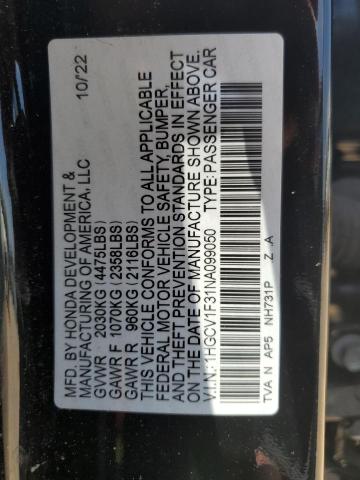 MFD. BY HONDA DEVELOPMENT & 10/22
MANUFACTURING OF AMERICA, LLC
GVWR 2030KG (4475LBS)
GAWR F 1070KG (2358LBS)
GAWR R 960KG (2116LBS)
THIS VEHICLE CONFORMS TO ALL APPLICABLE
FEDERAL MOTOR VEHICLE SAFETY, BUMPER,
AND THEFT PREVENTION STANDARDS IN EFFECT
ON THE DATE OF MANUFACTURE SHOWN ABOVE.
V.I.N.: 1HGCV1F31NA099050 TYPE: PASSENGER CAR
TVA N AP5 NH731P Z A